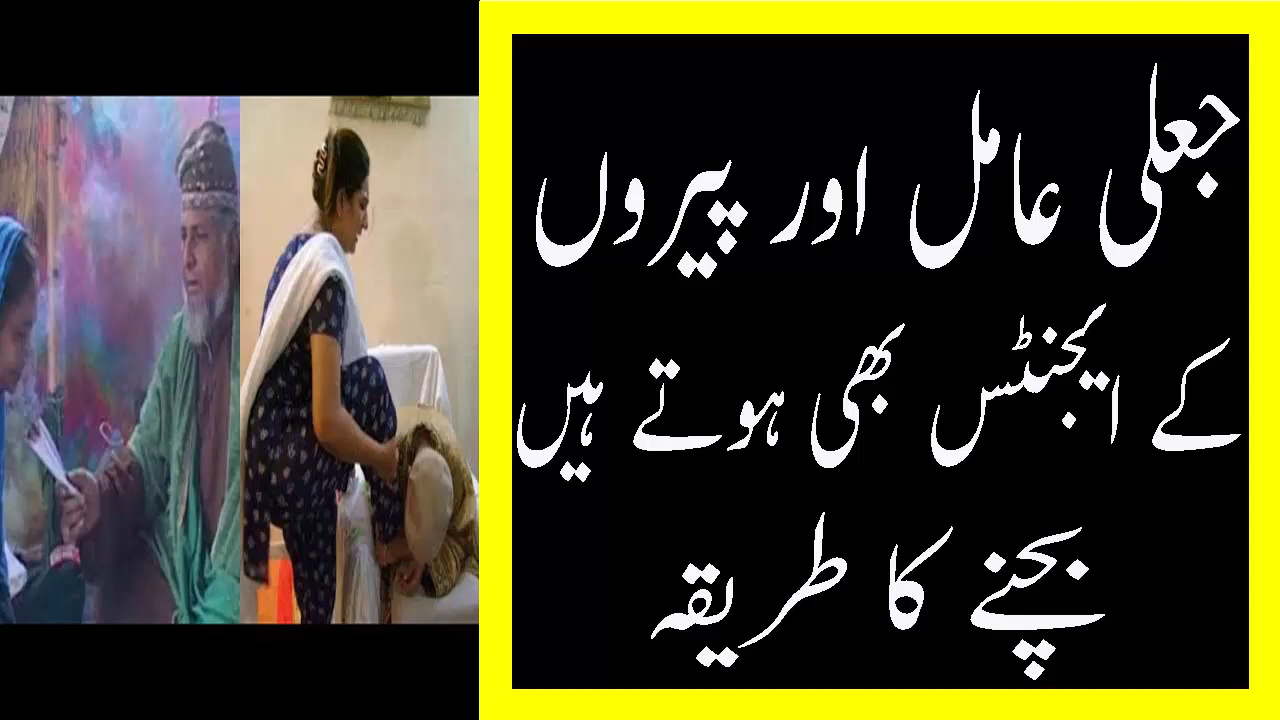 جعلی عامل اور پیروں
کے ایجنٹس بھی ہوتے ہیں
بچنے کا طریقہ